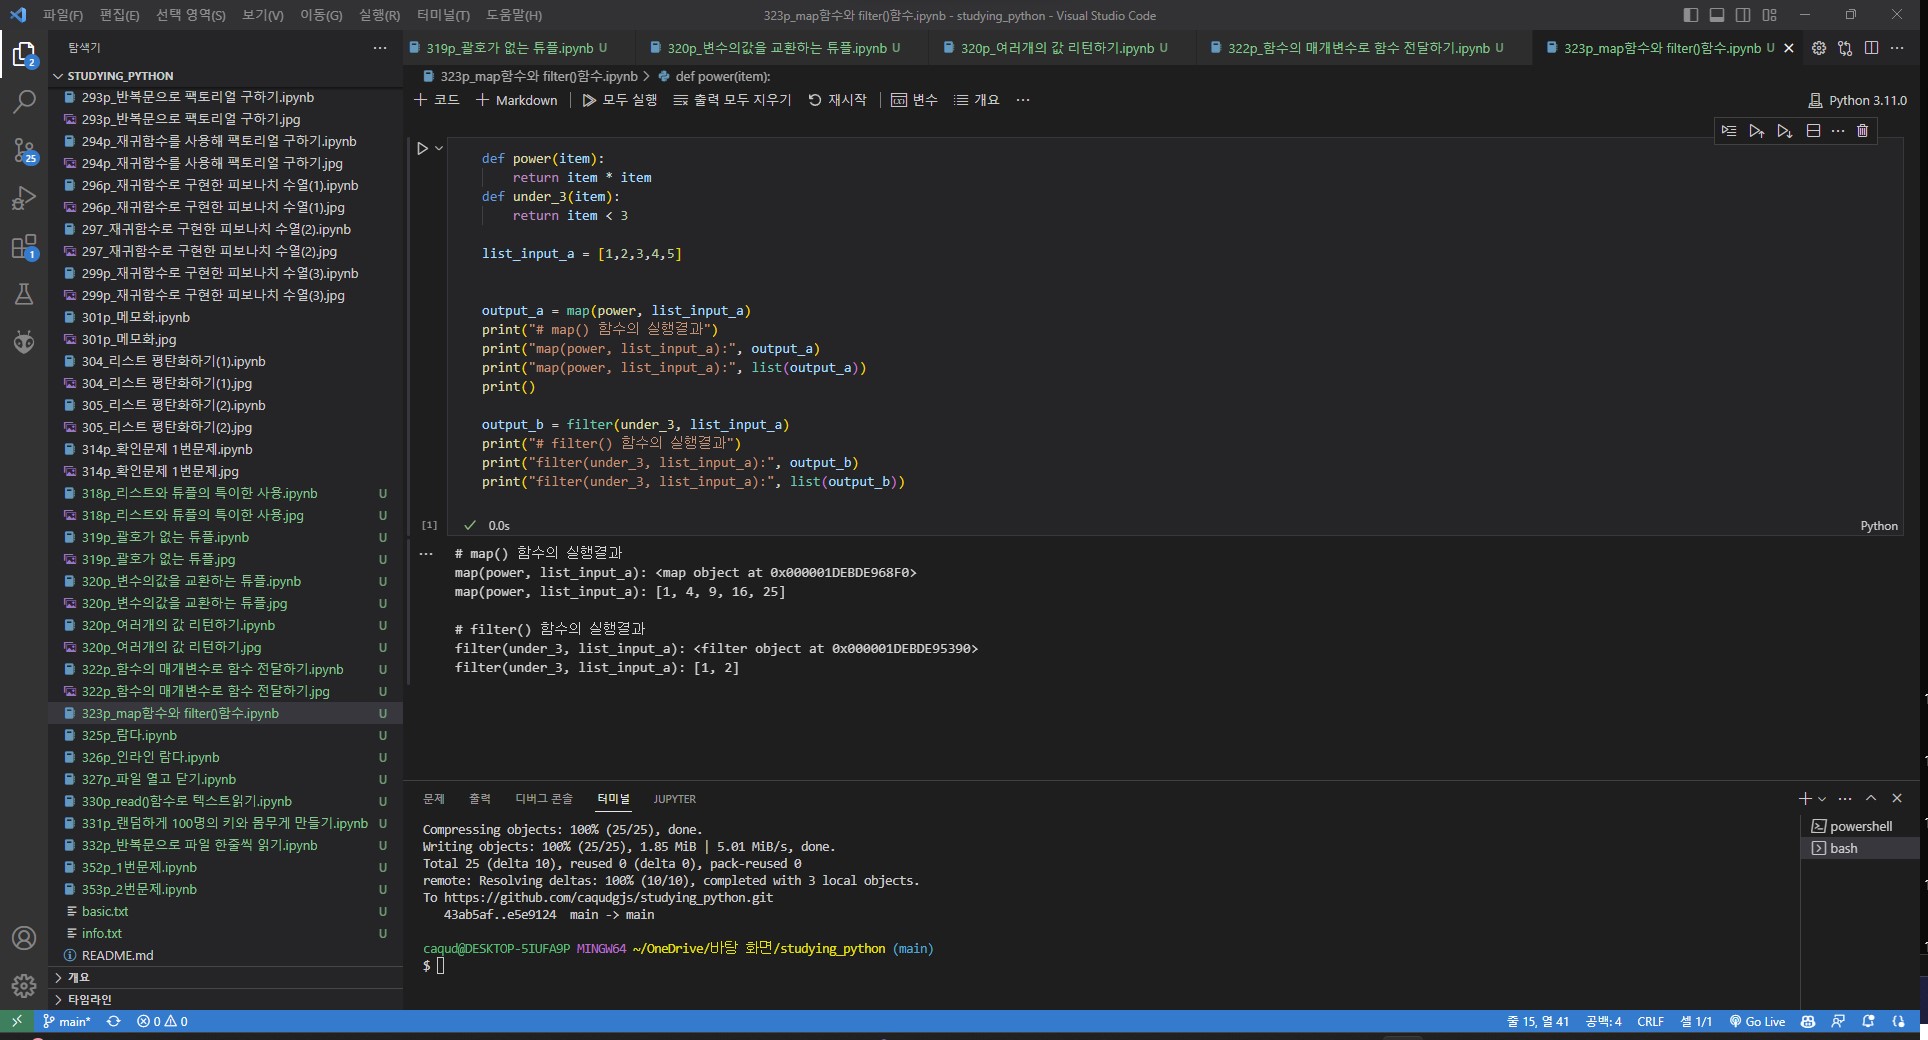 파일(F) 편집(E) 선택 영역(S) 보기(V) 이동(G) 실행(R) 터미널(T) 도움말(H)
323p_map함수와 filter()함수.ipynb - studying_python - Visual Studio Code
탐색기
STUDYING_PYTHON
293p_반복문으로 팩토리얼 구하기.ipynb
293p_반복문으로 팩토리얼 구하기.jpg
294p_재귀함수를 사용해 팩토리얼 구하기.ipynb
294p_재귀함수를 사용해 팩토리얼 구하기.jpg
296p_재귀함수로 구현한 피보나치 수열(1).ipynb
296p_재귀함수로 구현한 피보나치 수열(1).jpg
297_재귀함수로 구현한 피보나치 수열(2).ipynb
297_재귀함수로 구현한 피보나치 수열(2).jpg
299p_재귀함수로 구현한 피보나치 수열(3).ipynb
299p_재귀함수로 구현한 피보나치 수열(3).jpg
301p_메모화.ipynb
301p_메모화.jpg
304_리스트 평탄화하기(1).ipynb
304_리스트 평탄화하기(1).jpg
305_리스트 평탄화하기(2).ipynb
305_리스트 평탄화하기(2).jpg
314p_확인문제 1번문제.ipynb
314p_확인문제 1번문제.jpg
318p_리스트와 튜플의 특이한 사용.ipynb U
318p_리스트와 튜플의 특이한 사용.jpg U
319p_괄호가 없는 튜플.ipynb U
319p_괄호가 없는 튜플.jpg U
320p_변수의값을 교환하는 튜플.ipynb U
320p_변수의값을 교환하는 튜플.jpg U
320p_여러개의 값 리턴하기.ipynb U
320p_여러개의 값 리턴하기.jpg U
322p_함수의 매개변수로 함수 전달하기.ipynb U
322p_함수의 매개변수로 함수 전달하기.jpg U
323p_map함수와 filter()함수.ipynb U
325p_람다.ipynb U
326p_인라인 람다.ipynb U
327p_파일 열고 닫기.ipynb U
330p_read()함수로 텍스트읽기.ipynb U
331p_랜덤하게 100명의 키와 몸무게 만들기.ipynb U
332p_반복문으로 파일 한줄씩 읽기.ipynb U
352p_1번문제.ipynb U
353p_2번문제.ipynb U
basic.txt U
info.txt U
README.md
개요
타임라인
2
25
1
319p_괄호가 없는 튜플.ipynb U 320p_변수의값을 교환하는 튜플.ipynb U 320p_여러개의 값 리턴하기.ipynb U 322p_함수의 매개변수로 함수 전달하기.ipynb U 323p_map함수와 filter()함수.ipynb U
323p_map함수와 filter()함수.ipynb > def power(item):
+ 코드 + Markdown 모두 실행 출력 모두 지우기 재시작 변수 개요 ...
Python 3.11.0
def power(item):
return item * item
def under_3(item):
return item < 3
list_input_a = [1,2,3,4,5]
output_a = map(power, list_input_a)
print("# map() 함수의 실행결과")
print("map(power, list_input_a):", output_a)
print("map(power, list_input_a):", list(output_a))
print()
output_b = filter(under_3, list_input_a)
print("# filter() 함수의 실행결과")
print("filter(under_3, list_input_a):", output_b)
print("filter(under_3, list_input_a):", list(output_b))
[1] 0.0s Python
# map() 함수의 실행결과
map(power, list_input_a): <map object at 0x000001DEBDE968F0>
map(power, list_input_a): [1, 4, 9, 16, 25]
# filter() 함수의 실행결과
filter(under_3, list_input_a): <filter object at 0x000001DEBDE95390>
filter(under_3, list_input_a): [1, 2]
문제 출력 디버그 콘솔 터미널 JUPYTER
Compressing objects: 100% (25/25), done.
Writing objects: 100% (25/25), 1.85 MiB | 5.01 MiB/s, done.
Total 25 (delta 10), reused 0 (delta 0), pack-reused 0
remote: Resolving deltas: 100% (10/10), completed with 3 local objects.
To https://github.com/caqudgjs/studying_python.git
43ab5af..e5e9124 main -> main
caqud@DESKTOP-5IUFA9P MINGW64 ~/OneDrive/바탕 화면/studying_python (main)
$
powershell
bash
main* 0 0
줄 15, 열 41 공백: 4 CRLF 셀 1/1 Go Live